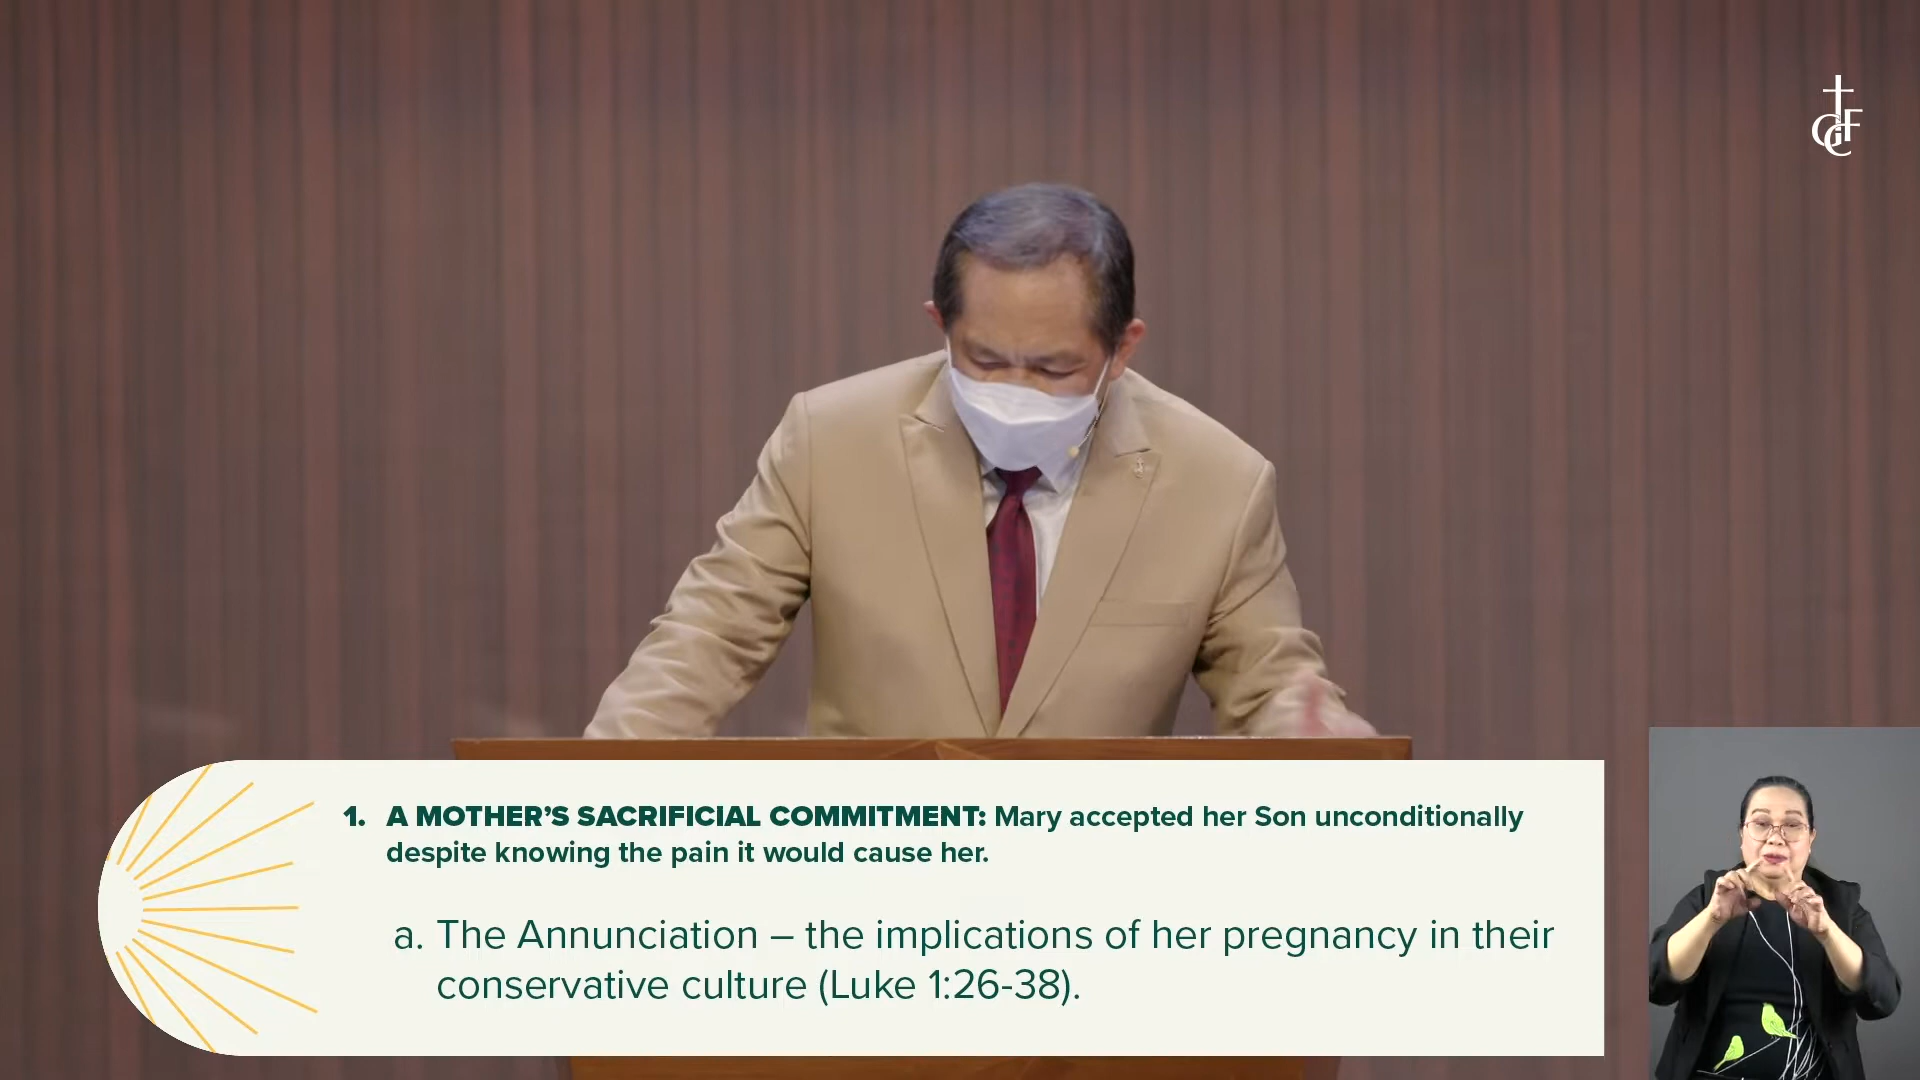 GCF
1. A MOTHER’S SACRIFICIAL COMMITMENT: Mary accepted her Son unconditionally
despite knowing the pain it would cause her.
a. The Annunciation – the implications of her pregnancy in their
conservative culture (Luke 1:26-38).